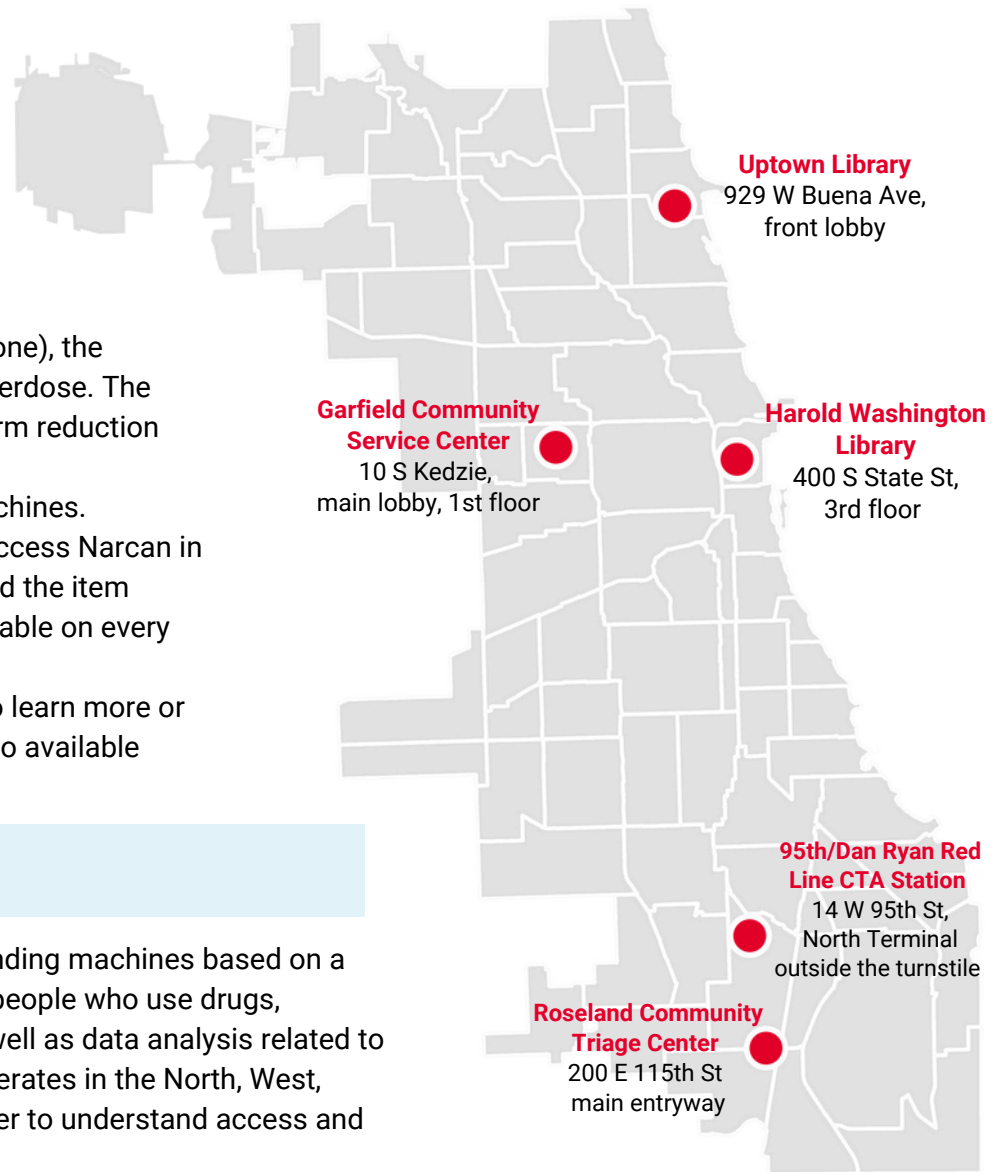 Uptown Library
929 W Buena Ave,
front lobby
one), the
erdose. The
rm reduction
chines.
ccess Narcan in
d the item
able on every
o learn more or
o available
Garfield Community
Service Center
10 S Kedzie,
main lobby, 1st floor
Harold Washington
Library
400 S State St,
3rd floor
95th/Dan Ryan Red
Line CTA Station
14 W 95th St,
North Terminal
outside the turnstile
nding machines based on a
people who use drugs,
well as data analysis related to
erates in the North, West,
er to understand access and
Roseland Community
Triage Center
200 E 115th St
main entryway